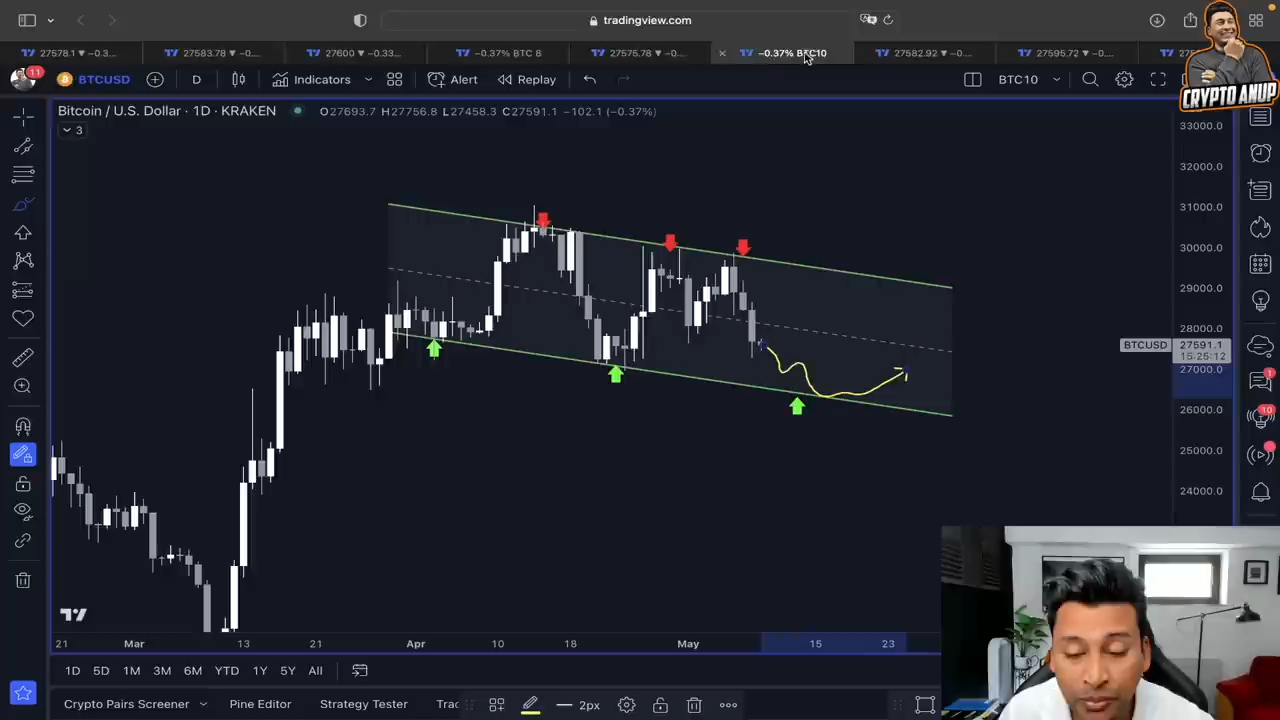 tradingview.com
27578.1 ▼ −0.3...
27583.78 ▼ −0....
27600 ▼ −0.33...
−0.37% BTC 8
27575.78 ▼ −0....
−0.37% BTC10
27582.92 ▼ −0....
27595.72 ▼ −0....
11
BTCUSD
D
Indicators
Alert
Replay
BTC10
CRYPTO ANUP
Bitcoin / U.S. Dollar · 1D · KRAKEN
O27693.7 H27756.8 L27458.3 C27591.1 −102.1 (−0.37%)
3
33000.0
32000.0
31000.0
30000.0
29000.0
28000.0
BTCUSD
27591.1
15:25:12
27000.0
26000.0
25000.0
24000.0
1
10
21
Mar
13
21
Apr
10
18
May
15
23
1D
5D
1M
3M
6M
YTD
1Y
5Y
All
Crypto Pairs Screener
Pine Editor
Strategy Tester
2px